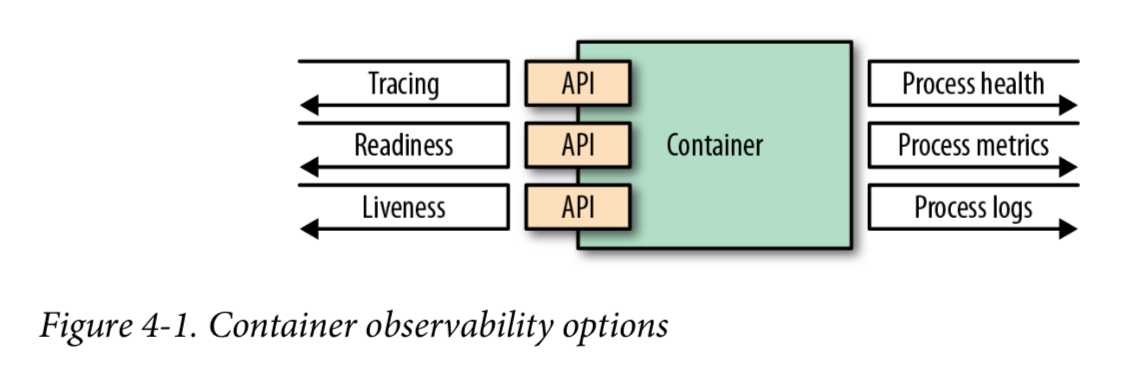 Tracing API Process health
Readiness API Container Process metrics
Liveness API Process logs
Figure 4-1. Container observability options